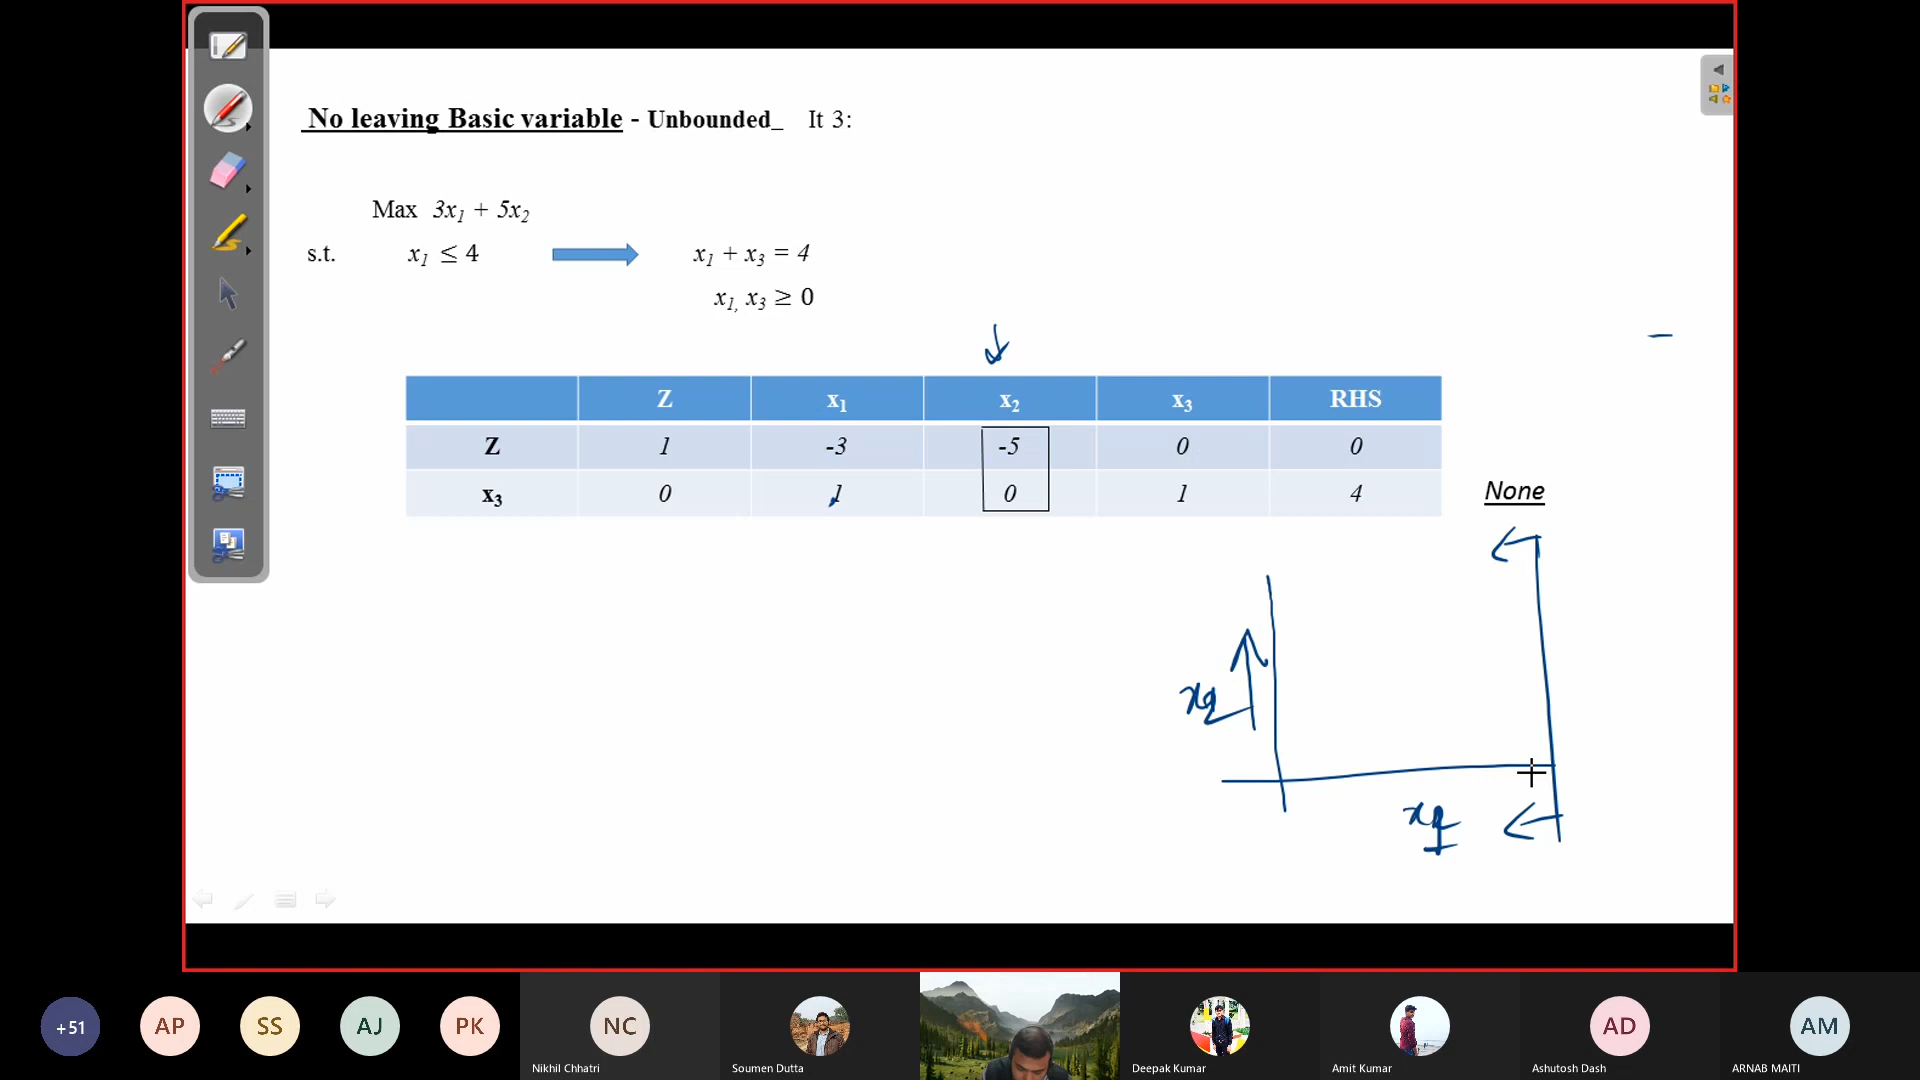 No leaving Basic variable - Unbounded_ It 3:
Max 3x1 + 5x2
s.t. x1 ≤ 4 x1 + x3 = 4
x1, x3 ≥ 0
Z x1 x2 x3 RHS
Z 1 -3 -5 0 0
x3 0 1 0 1 4
None
+51 AP SS AJ PK NC AD AM
Nikhil Chhatri Soumen Dutta Deepak Kumar Amit Kumar Ashutosh Dash ARNAB MAITI